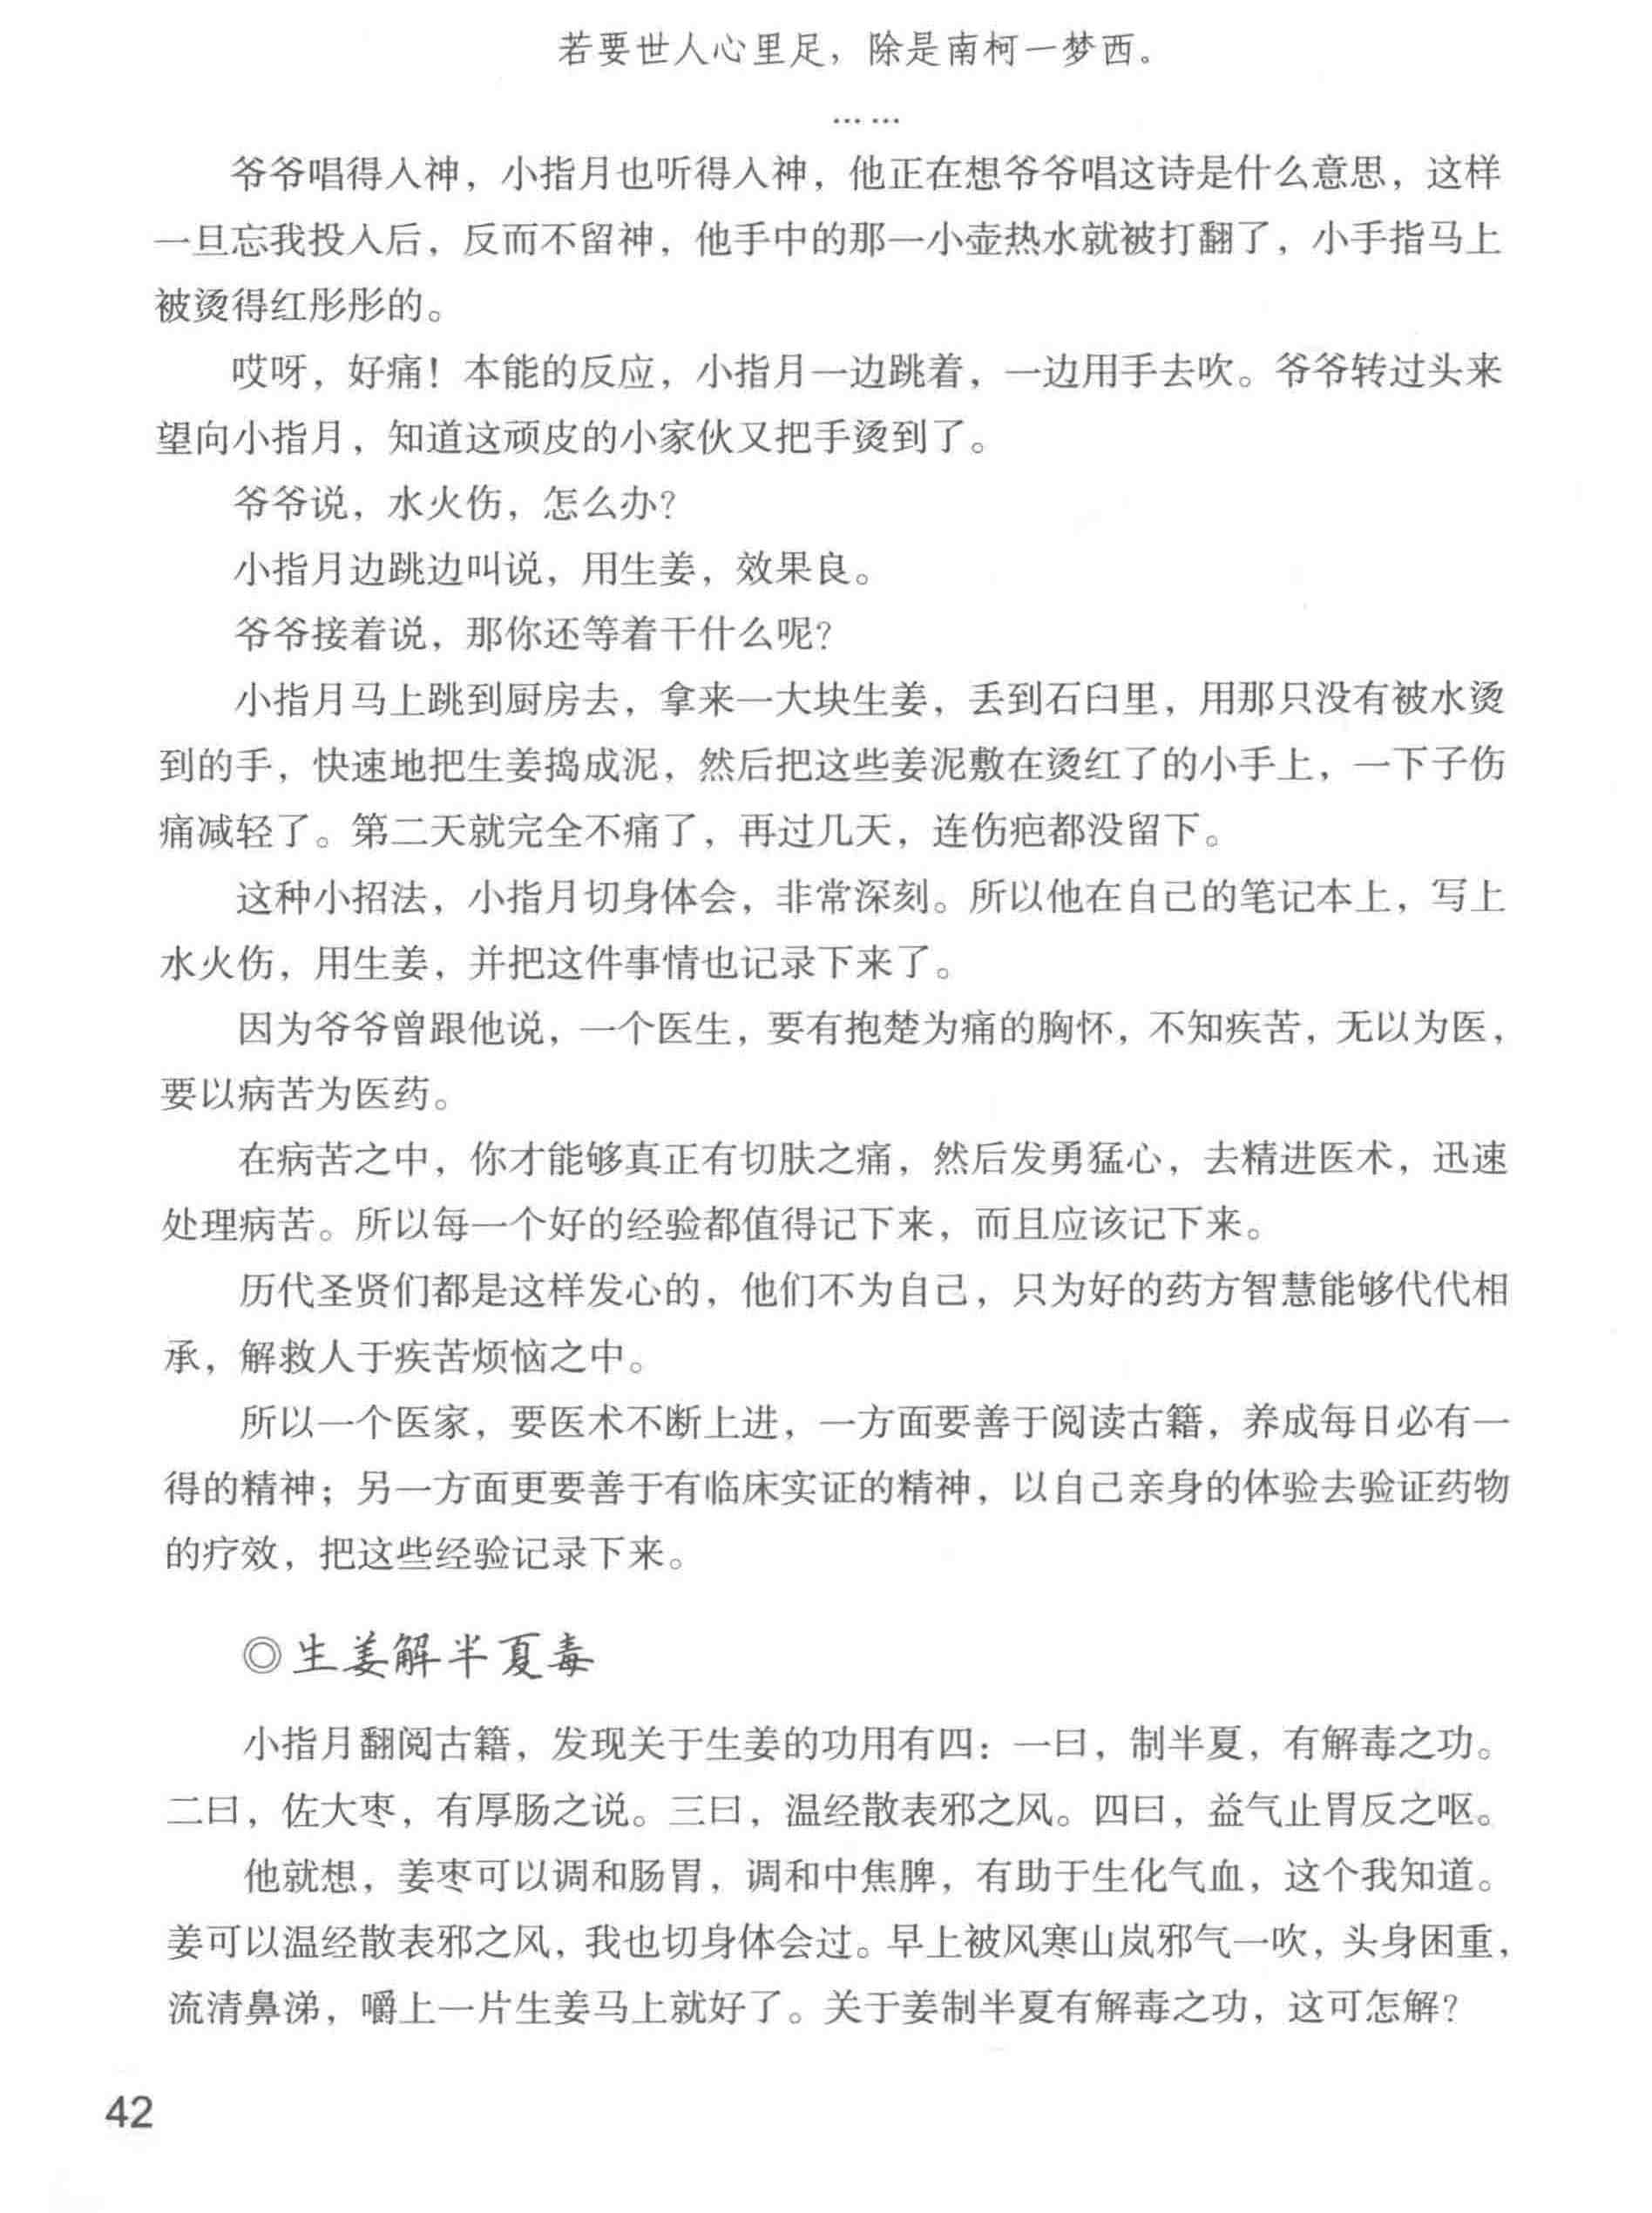 若要世人心里足，除是南柯一梦西。
……
爷爷唱得入神，小指月也听得入神，他正在想爷爷唱这诗是什么意思，这样
一旦忘我投入后，反而不留神，他手中的那一小壶热水就被打翻了，小手指马上
被烫得红彤彤的。
哎呀，好痛！本能的反应，小指月一边跳着，一边用手去吹。爷爷转过头来
望向小指月，知道这顽皮的小家伙又把手烫到了。
爷爷说，水火伤，怎么办？
小指月边跳边叫说，用生姜，效果良。
爷爷接着说，那你还等着干什么呢？
小指月马上跳到厨房去，拿来一大块生姜，丢到石臼里，用那只没有被水烫
到的手，快速地把生姜捣成泥，然后把这些姜泥敷在烫红了的小手上，一下子伤
痛减轻了。第二天就完全不痛了，再过几天，连伤疤都没留下。
这种小招法，小指月切身体会，非常深刻。所以他在自己的笔记本上，写上
水火伤，用生姜，并把这件事情也记录下来了。
因为爷爷曾跟他说，一个医生，要有抱楚为痛的胸怀，不知疾苦，无以为医，
要以病苦为医药。
在病苦之中，你才能够真正有切肤之痛，然后发勇猛心，去精进医术，迅速
处理病苦。所以每一个好的经验都值得记下来，而且应该记下来。
历代圣贤们都是这样发心的，他们不为自己，只为好的药方智慧能够代代相
承，解救人于疾苦烦恼之中。
所以一个医家，要医术不断上进，一方面要善于阅读古籍，养成每日必有一
得的精神；另一方面更要善于有临床实证的精神，以自己亲身的体验去验证药物
的疗效，把这些经验记录下来。
◎生姜解半夏毒
小指月翻阅古籍，发现关于生姜的功用有四：一曰，制半夏，有解毒之功。
二曰，佐大枣，有厚肠之说。三曰，温经散表邪之风。四曰，益气止胃反之呕。
他就想，姜枣可以调和肠胃，调和中焦脾，有助于生化气血，这个我知道。
姜可以温经散表邪之风，我也切身体会过。早上被风寒山岚邪气一吹，头身困重，
流清鼻涕，嚼上一片生姜马上就好了。关于姜制半夏有解毒之功，这可怎解？
42